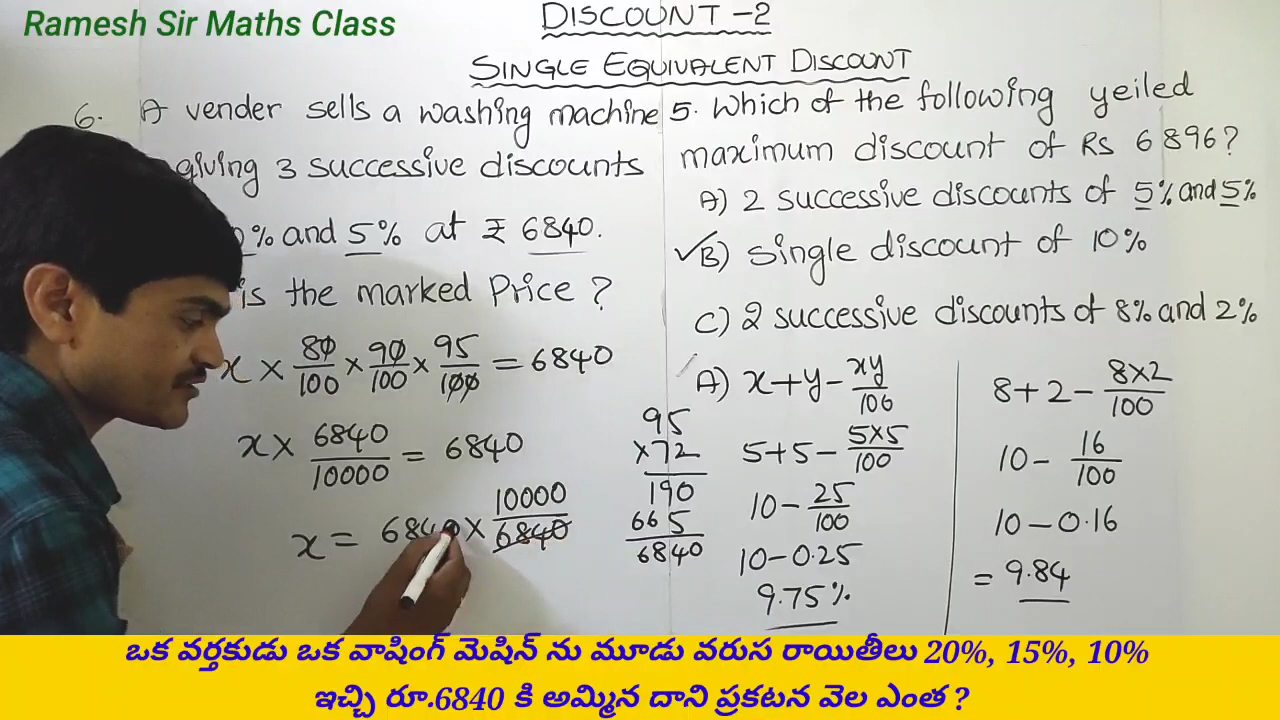 Ramesh Sir Maths Class
DISCOUNT -2
SINGLE EQUIVALENT DISCOUNT
6. A vender sells a washing machine
giving 3 successive discounts
% and 5% at ₹ 6840.
is the marked Price ?
x × 80/100 × 90/100 × 95/100 = 6840
x × 6840/10000 = 6840
x = 6840 × 10000/6840
95
×72
190
665
6840
5. Which of the following yeiled
maximum discount of Rs 6896?
A) 2 successive discounts of 5% and 5%
✓B) Single discount of 10%
C) 2 successive discounts of 8% and 2%
A) x+y-xy/100
5+5-5×5/100
10-25/100
10-0.25
9.75%
8+2-8×2/100
10-16/100
10-0.16
= 9.84
ఒక వర్తకుడు ఒక వాషింగ్ మెషిన్ ను మూడు వరుస రాయితీలు 20%, 15%, 10%
ఇచ్చి రూ.6840 కి అమ్మిన దాని ప్రకటన వెల ఎంత ?